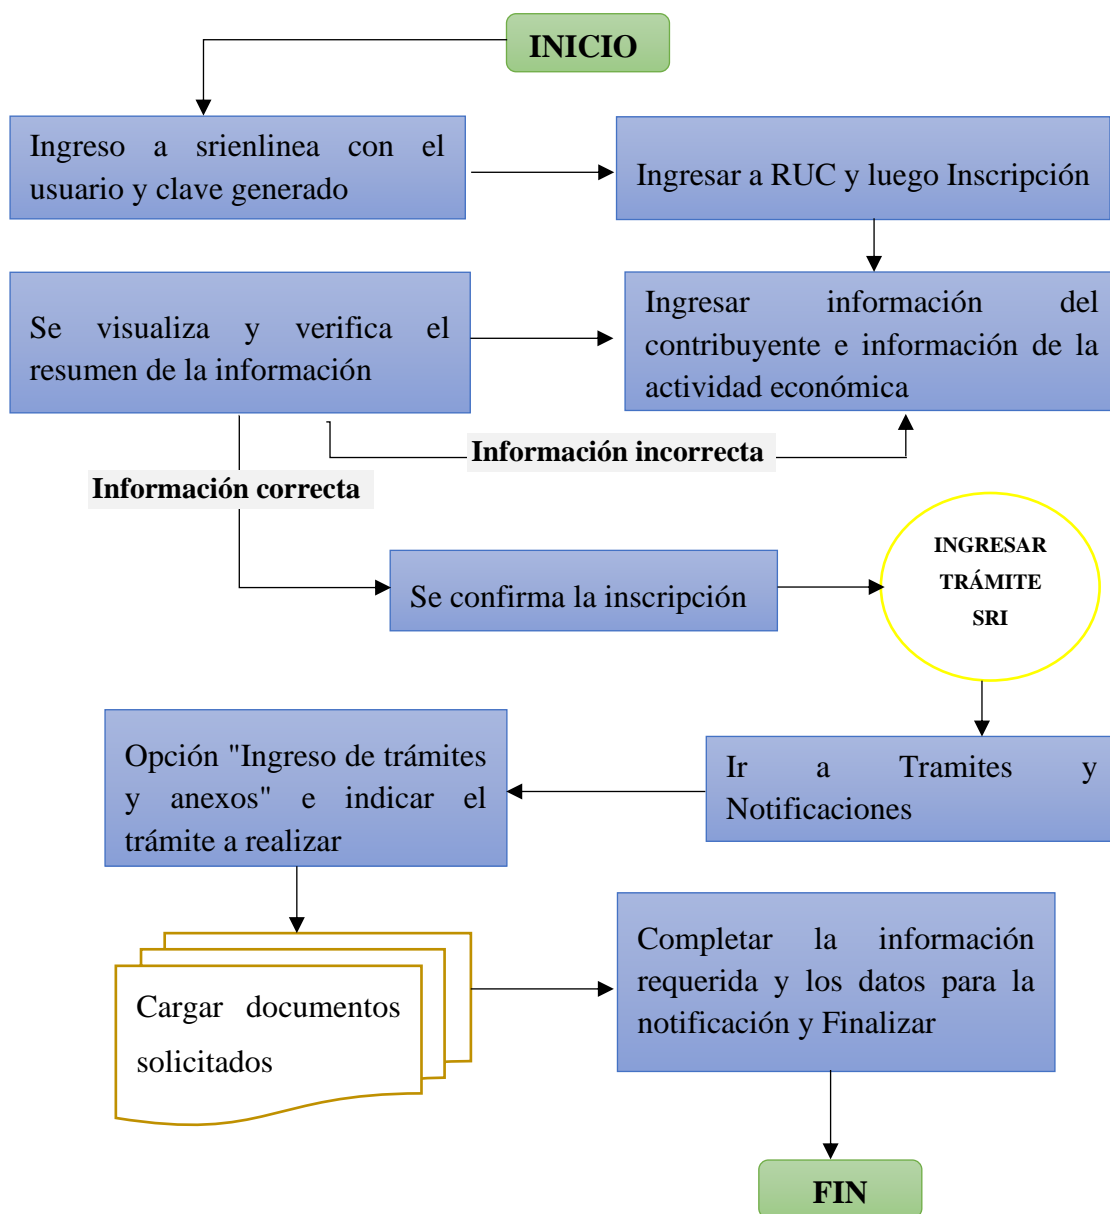 INICIO
Ingreso a srienlinea con el
usuario y clave generado
Ingresar a RUC y luego Inscripción
Se visualiza y verifica el
resumen de la información
Ingresar información del
contribuyente e información de la
actividad económica
Información incorrecta
Información correcta
Se confirma la inscripción
INGRESAR
TRÁMITE
SRI
Opción "Ingreso de trámites
y anexos" e indicar el
trámite a realizar
Ir a Tramites y
Notificaciones
Cargar documentos
solicitados
Completar la información
requerida y los datos para la
notificación y Finalizar
FIN